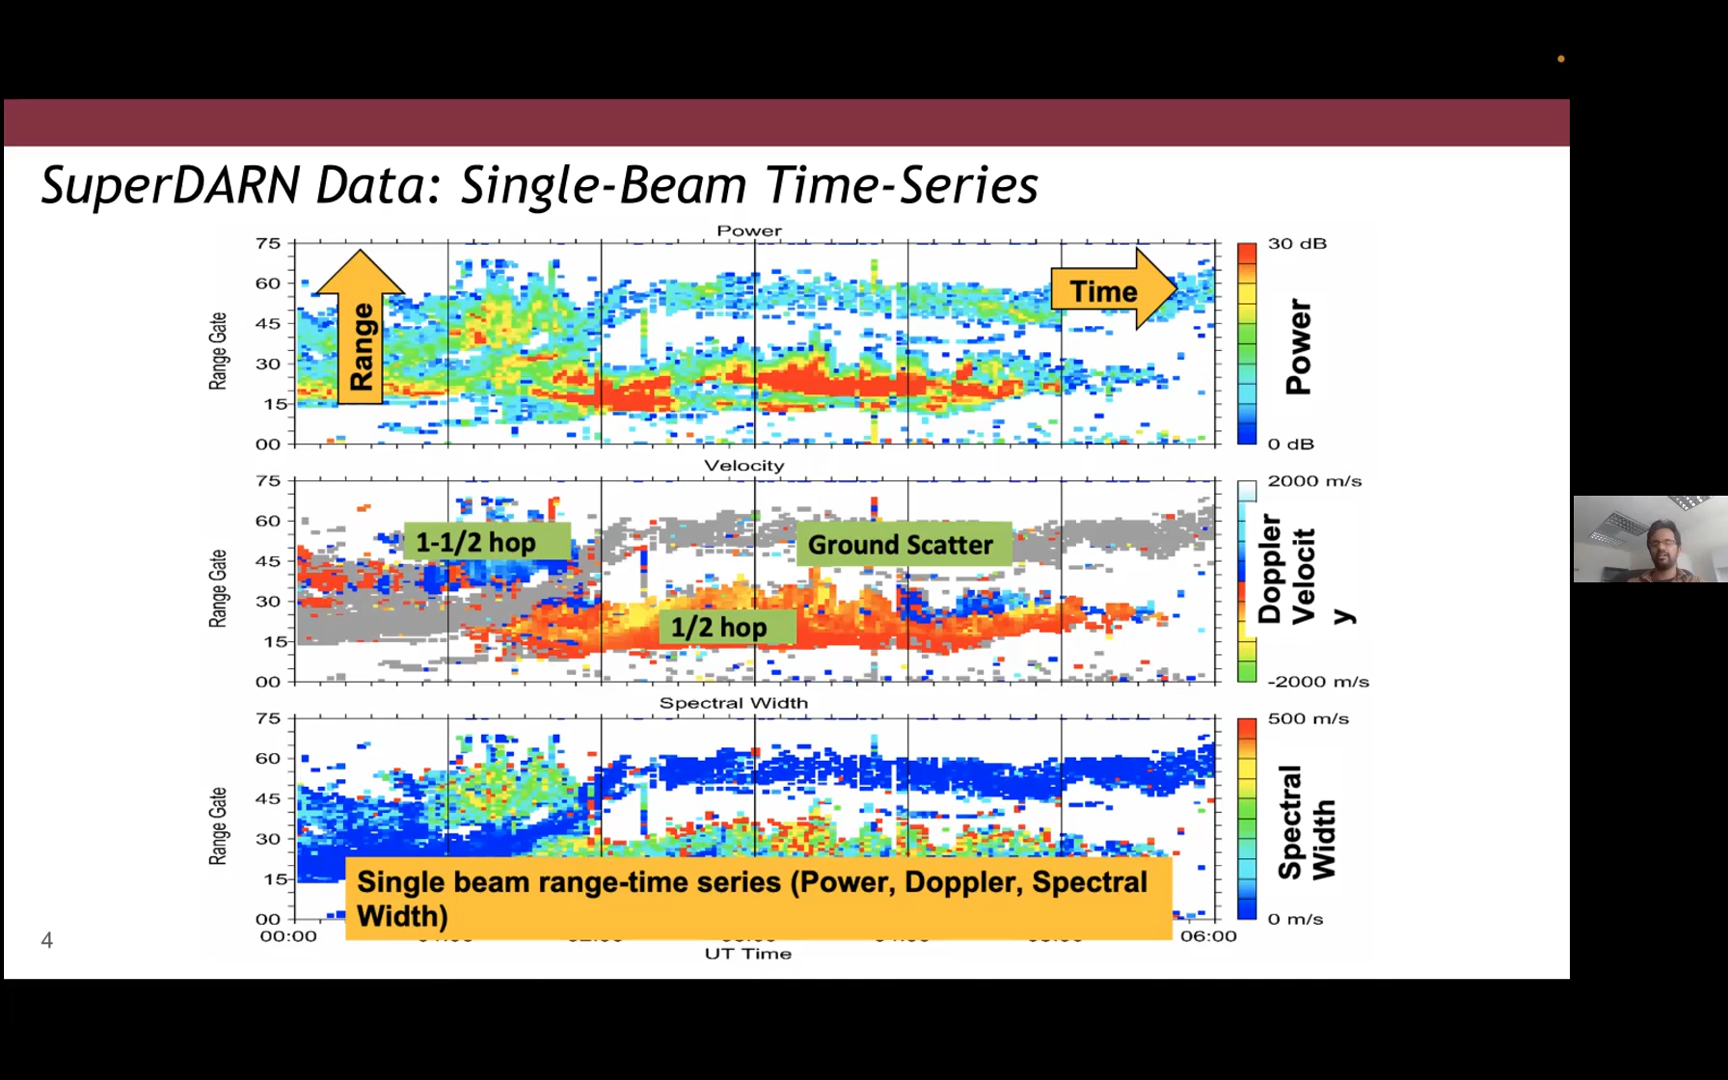 SuperDARN Data: Single-Beam Time-Series
Power
75
60
45
30
15
00
Range Gate
Range
Time
30 dB
0 dB
Power
Velocity
75
60
45
30
15
00
Range Gate
1-1/2 hop
Ground Scatter
1/2 hop
2000 m/s
-2000 m/s
Doppler
Velocit
y
Spectral Width
75
60
45
30
15
00
Range Gate
500 m/s
0 m/s
Spectral
Width
Single beam range-time series (Power, Doppler, Spectral
Width)
00:00
06:00
UT Time
4